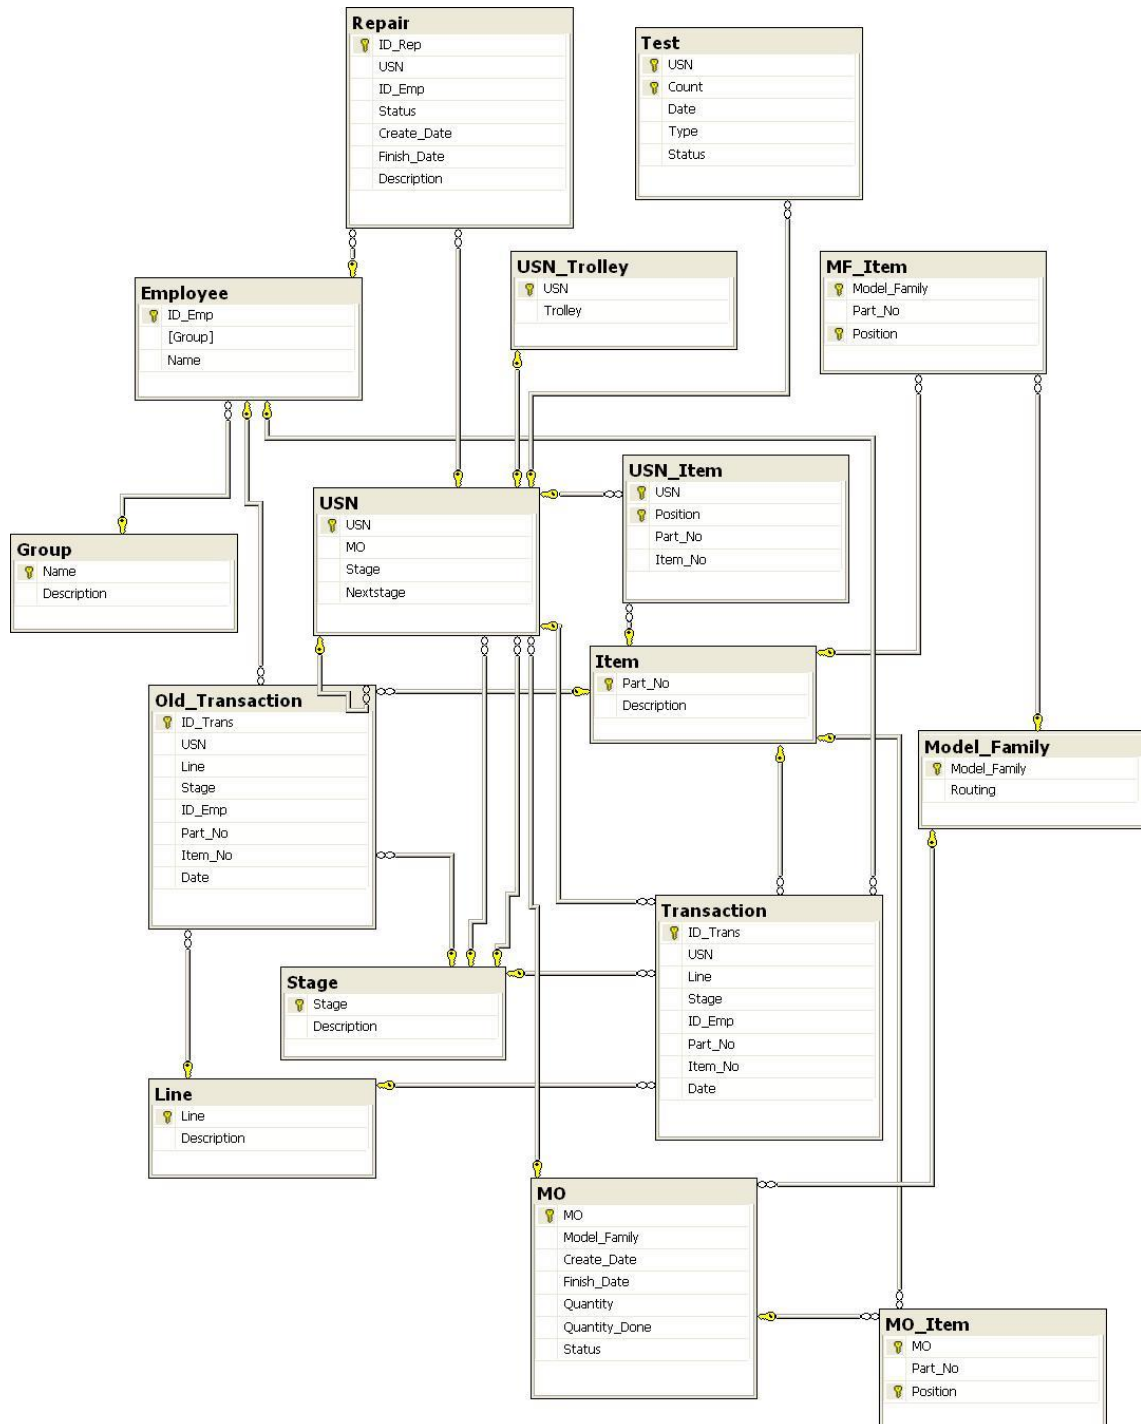 Repair
ID_Rep
USN
ID_Emp
Status
Create_Date
Finish_Date
Description
Test
USN
Count
Date
Type
Status
USN_Trolley
USN
Trolley
MF_Item
Model_Family
Part_No
Position
Employee
ID_Emp
[Group]
Name
USN_Item
USN
Position
Part_No
Item_No
USN
USN
MO
Stage
Nextstage
Group
Name
Description
Item
Part_No
Description
Old_Transaction
ID_Trans
USN
Line
Stage
ID_Emp
Part_No
Item_No
Date
Model_Family
Model_Family
Routing
Transaction
ID_Trans
USN
Line
Stage
ID_Emp
Part_No
Item_No
Date
Stage
Stage
Description
Line
Line
Description
MO
MO
Model_Family
Create_Date
Finish_Date
Quantity
Quantity_Done
Status
MO_Item
MO
Part_No
Position